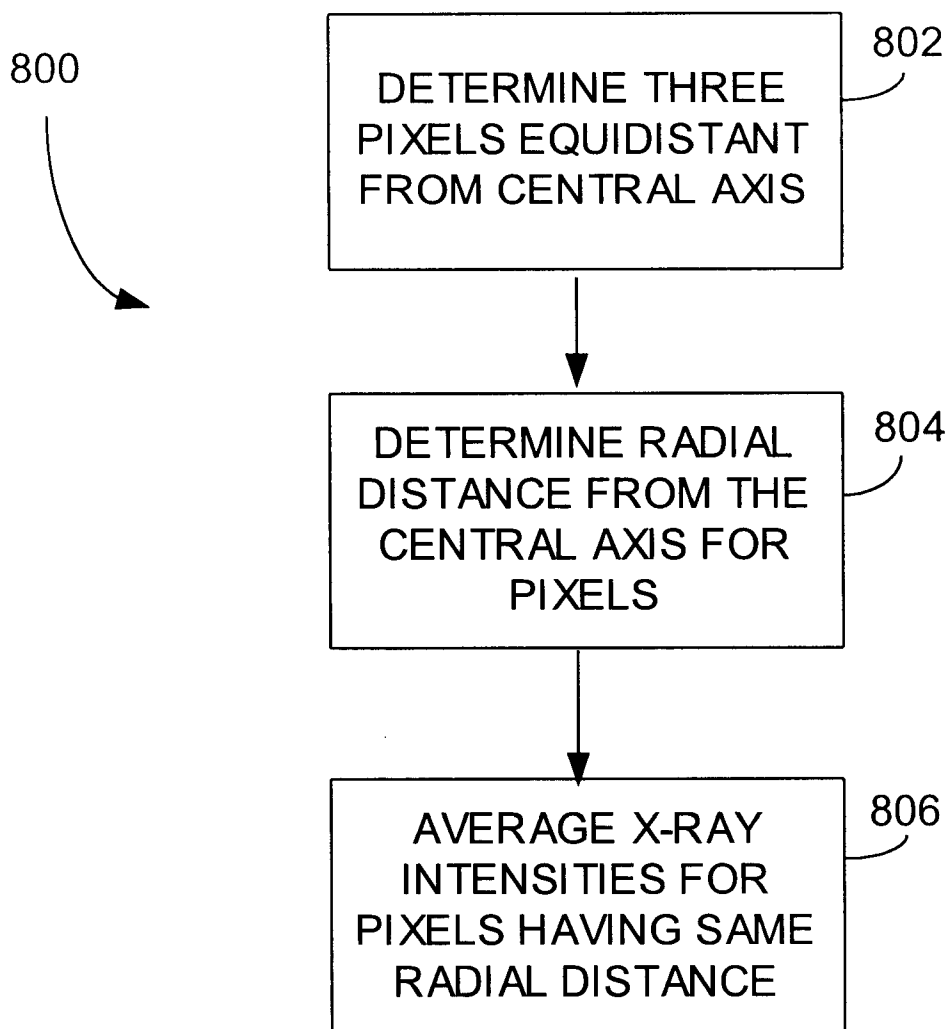 800
802
DETERMINE THREE
PIXELS EQUIDISTANT
FROM CENTRAL AXIS
804
DETERMINE RADIAL
DISTANCE FROM THE
CENTRAL AXIS FOR
PIXELS
806
AVERAGE X-RAY
INTENSITIES FOR
PIXELS HAVING SAME
RADIAL DISTANCE